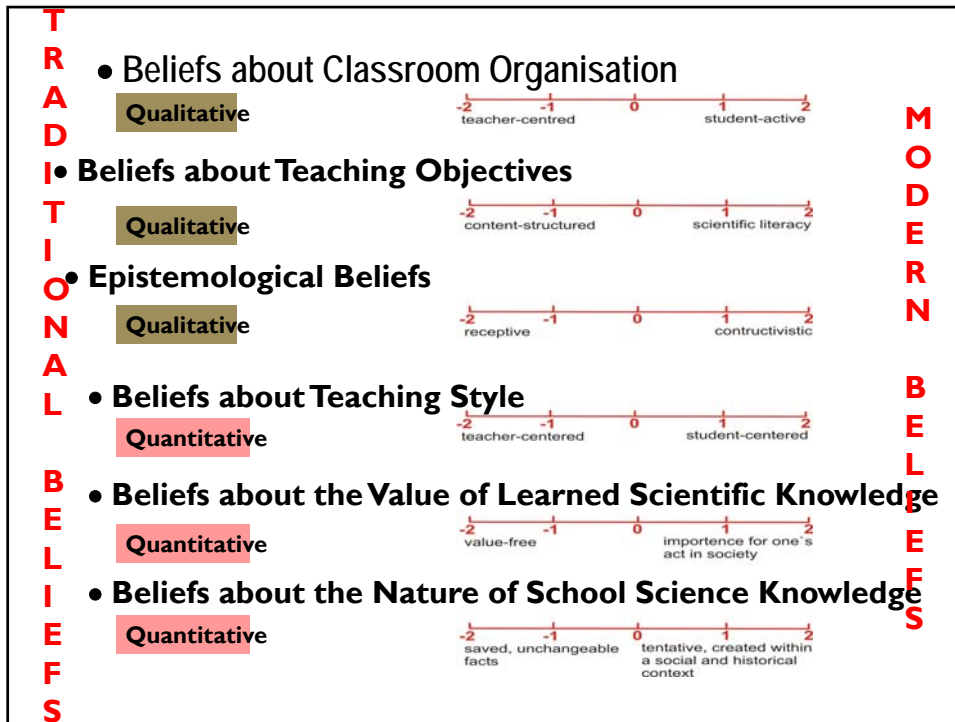 TRADITIONAL BELIEFS
• Beliefs about Classroom Organisation
Qualitative
-2 -1 0 1 2
teacher-centred student-active
• Beliefs about Teaching Objectives
Qualitative
-2 -1 0 1 2
content-structured scientific literacy
• Epistemological Beliefs
Qualitative
-2 -1 0 1 2
receptive contructivistic
• Beliefs about Teaching Style
Quantitative
-2 -1 0 1 2
teacher-centered student-centered
• Beliefs about the Value of Learned Scientific Knowledge
Quantitative
-2 -1 0 1 2
value-free importence for one`s
act in society
• Beliefs about the Nature of School Science Knowledge
Quantitative
-2 -1 0 1 2
saved, unchangeable tentative, created within
facts a social and historical
context
MODERN BELIEFS